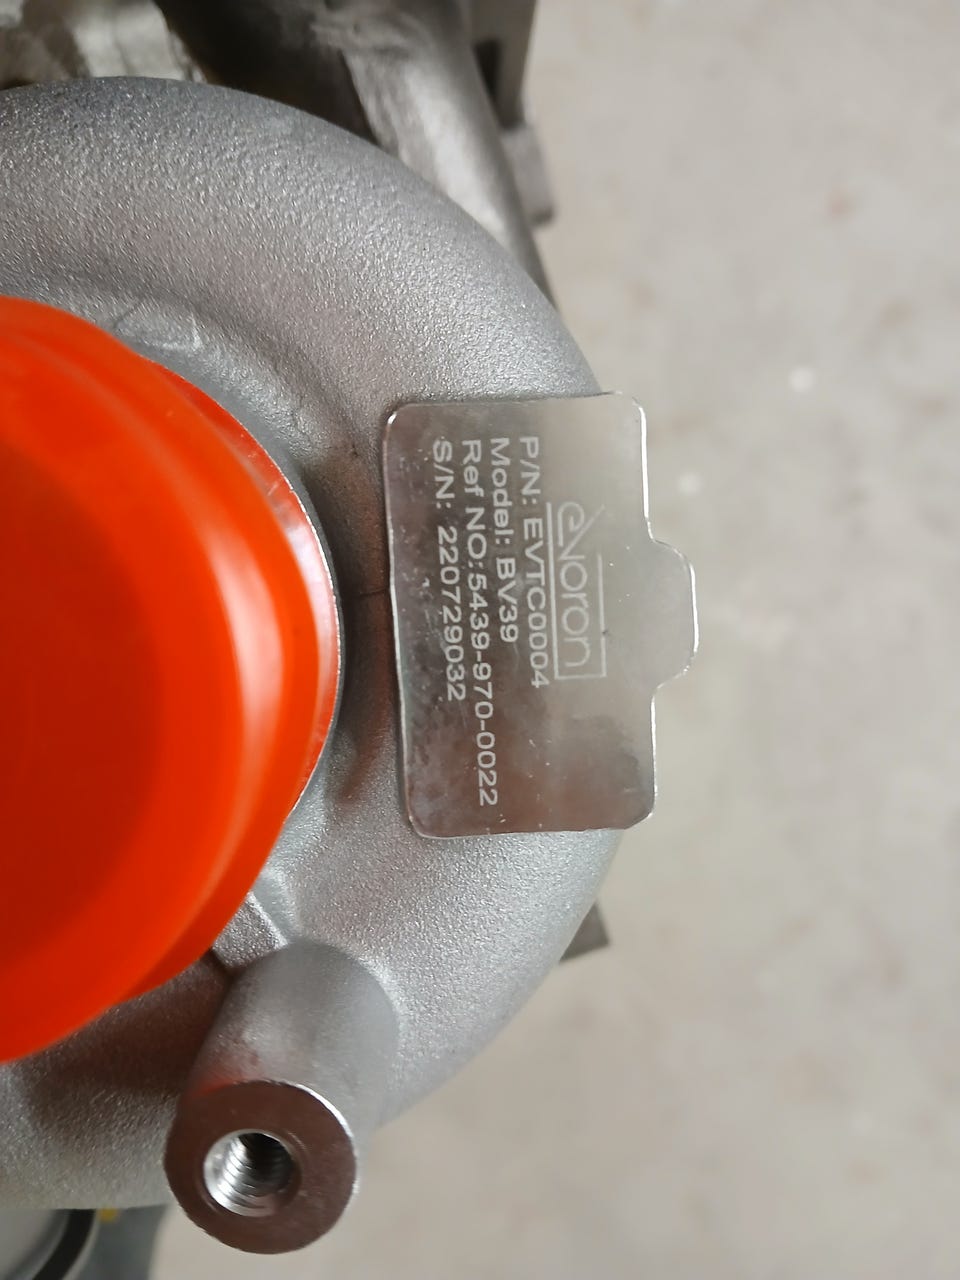 evoron
P/N: EVTC0004
Model: BV39
Ref NO:5439-970-0022
S/N: 220729032